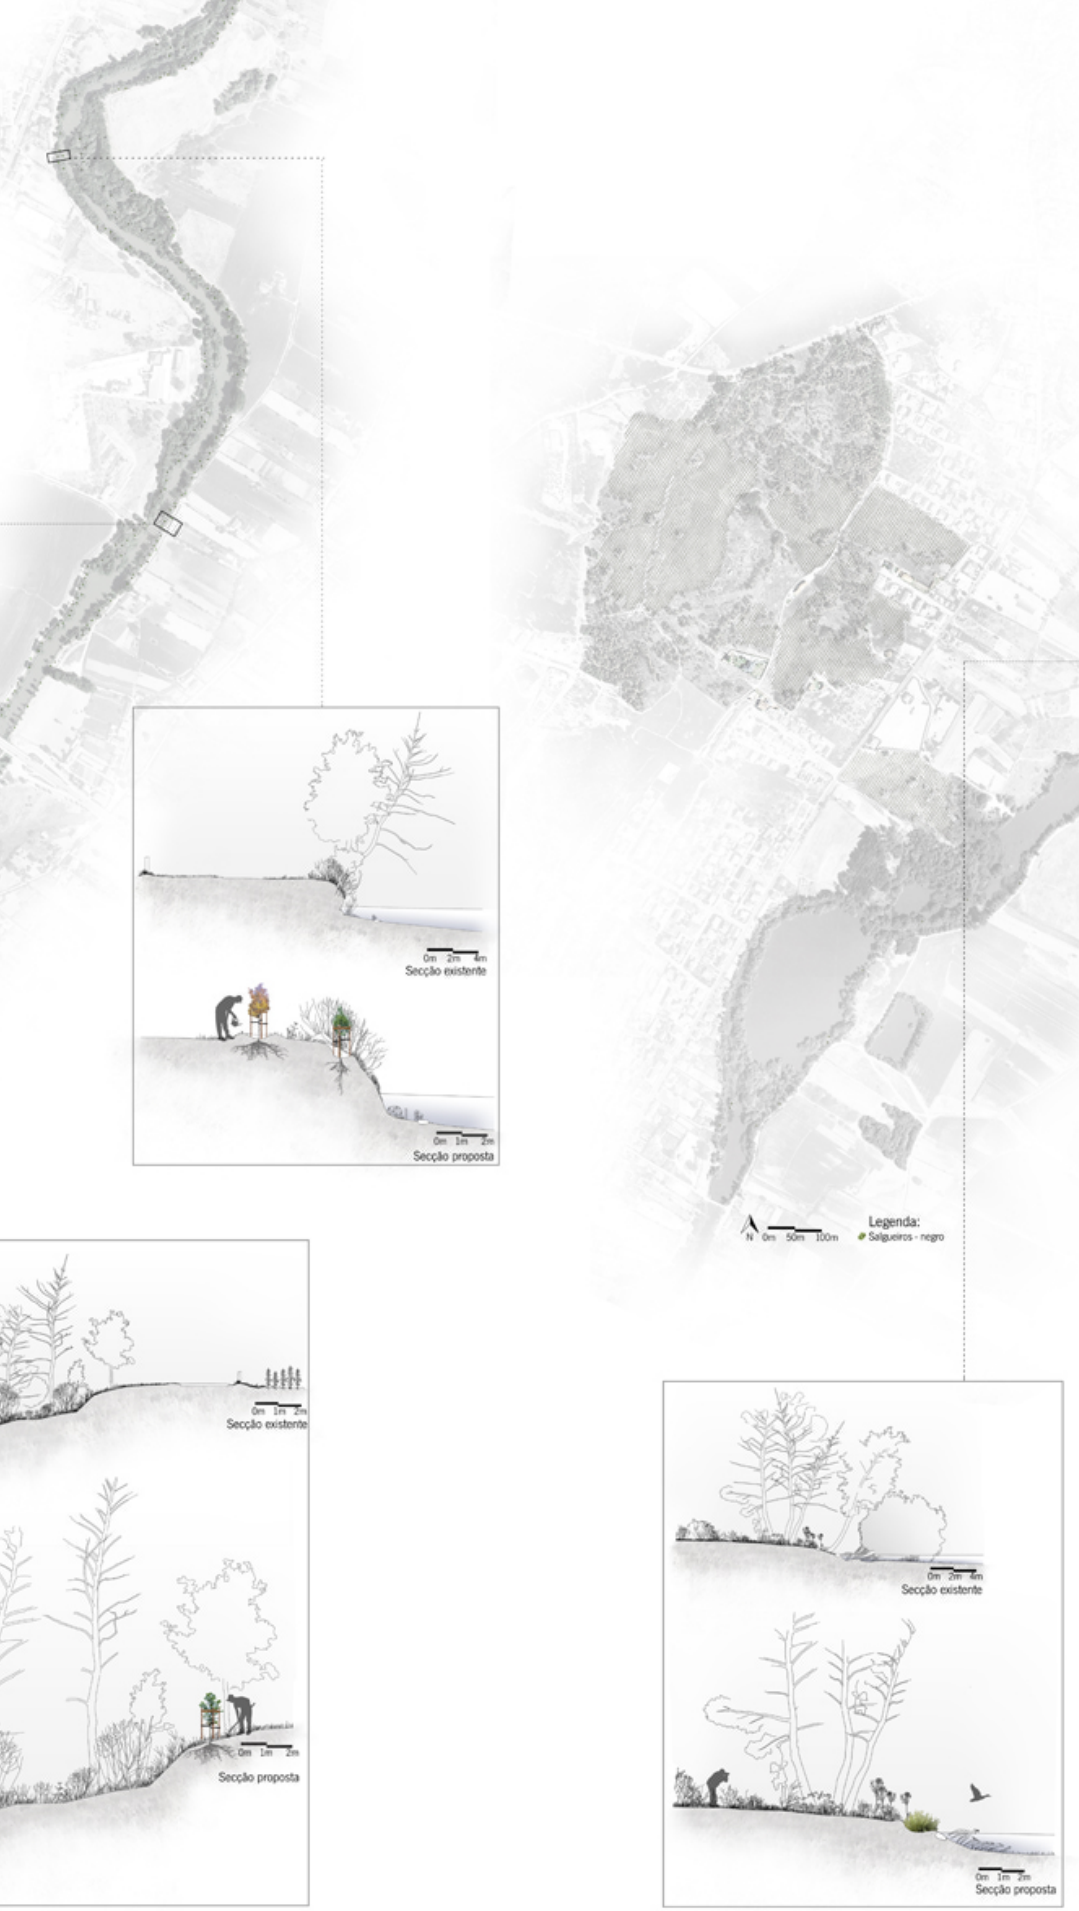 0m 2m 4m
Secção existente
0m 1m 2m
Secção proposta
Legenda:
N 0m 50m 100m
Salgueiros - negro
0m 1m 2m
Secção existente
0m 1m 2m
Secção proposta
0m 2m 4m
Secção existente
0m 1m 2m
Secção proposta